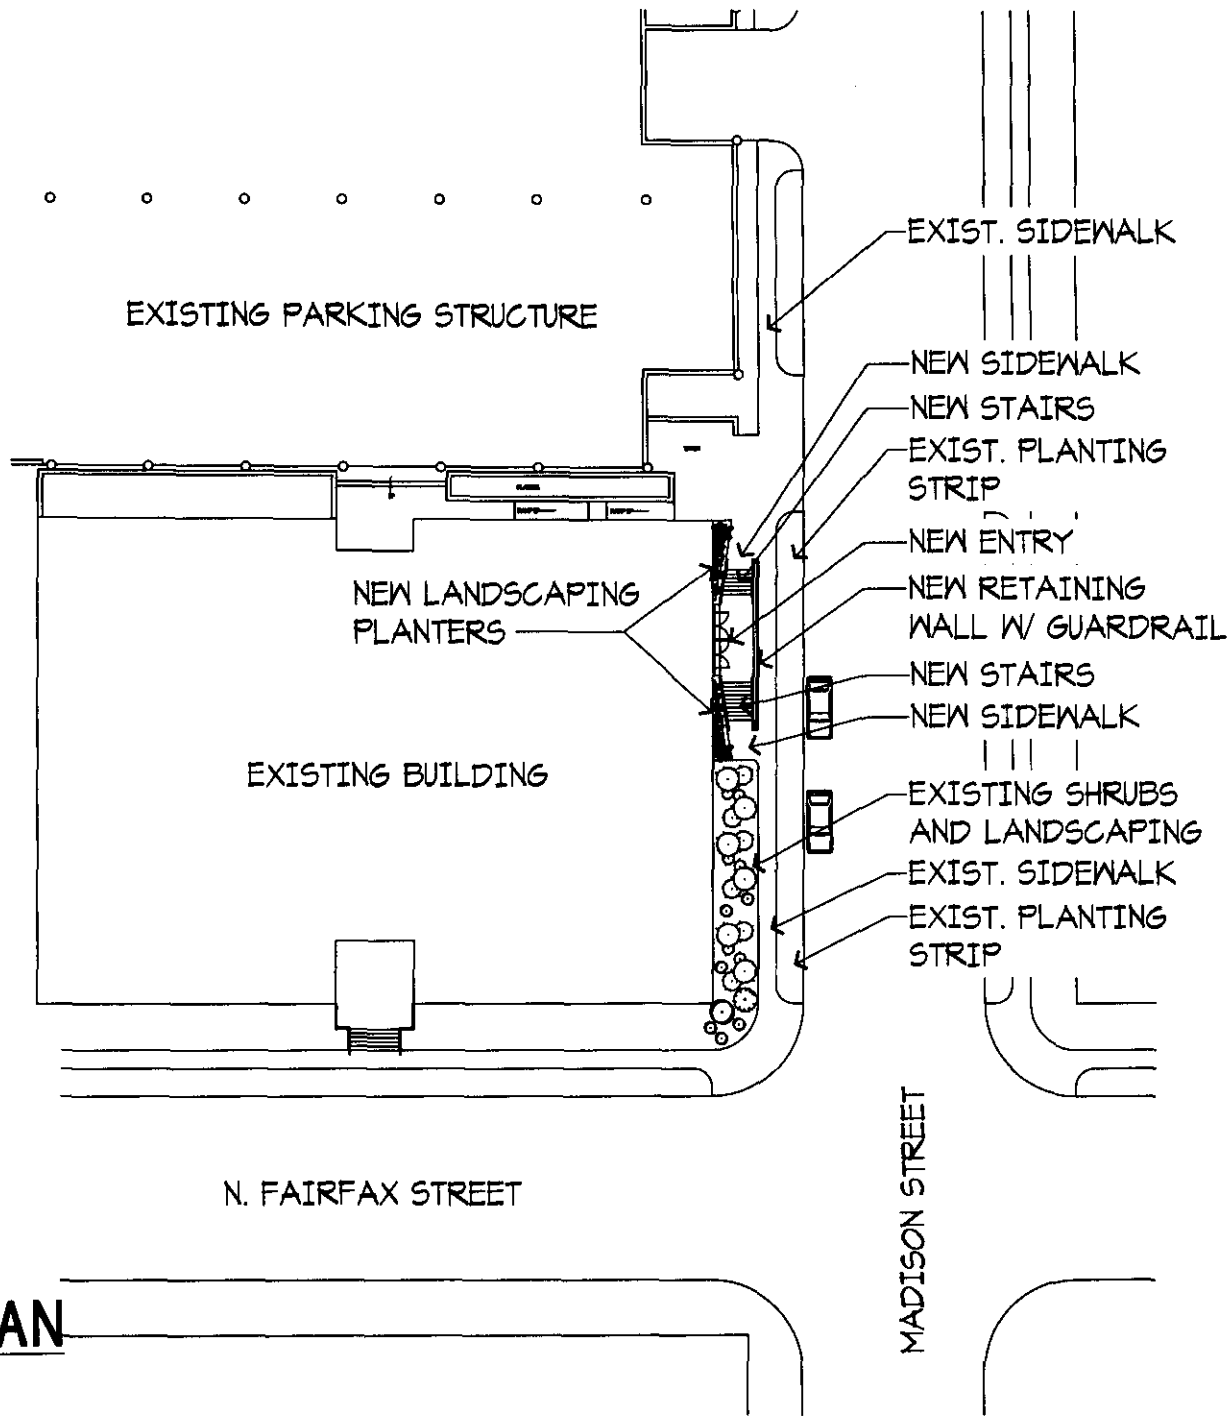 EXIST. SIDEWALK
EXISTING PARKING STRUCTURE
NEW SIDEWALK
NEW STAIRS
EXIST. PLANTING
STRIP
NEW ENTRY
NEW LANDSCAPING
PLANTERS
NEW RETAINING
WALL W/ GUARDRAIL
NEW STAIRS
NEW SIDEWALK
EXISTING BUILDING
EXISTING SHRUBS
AND LANDSCAPING
EXIST. SIDEWALK
EXIST. PLANTING
STRIP
N. FAIRFAX STREET
MADISON STREET
AN